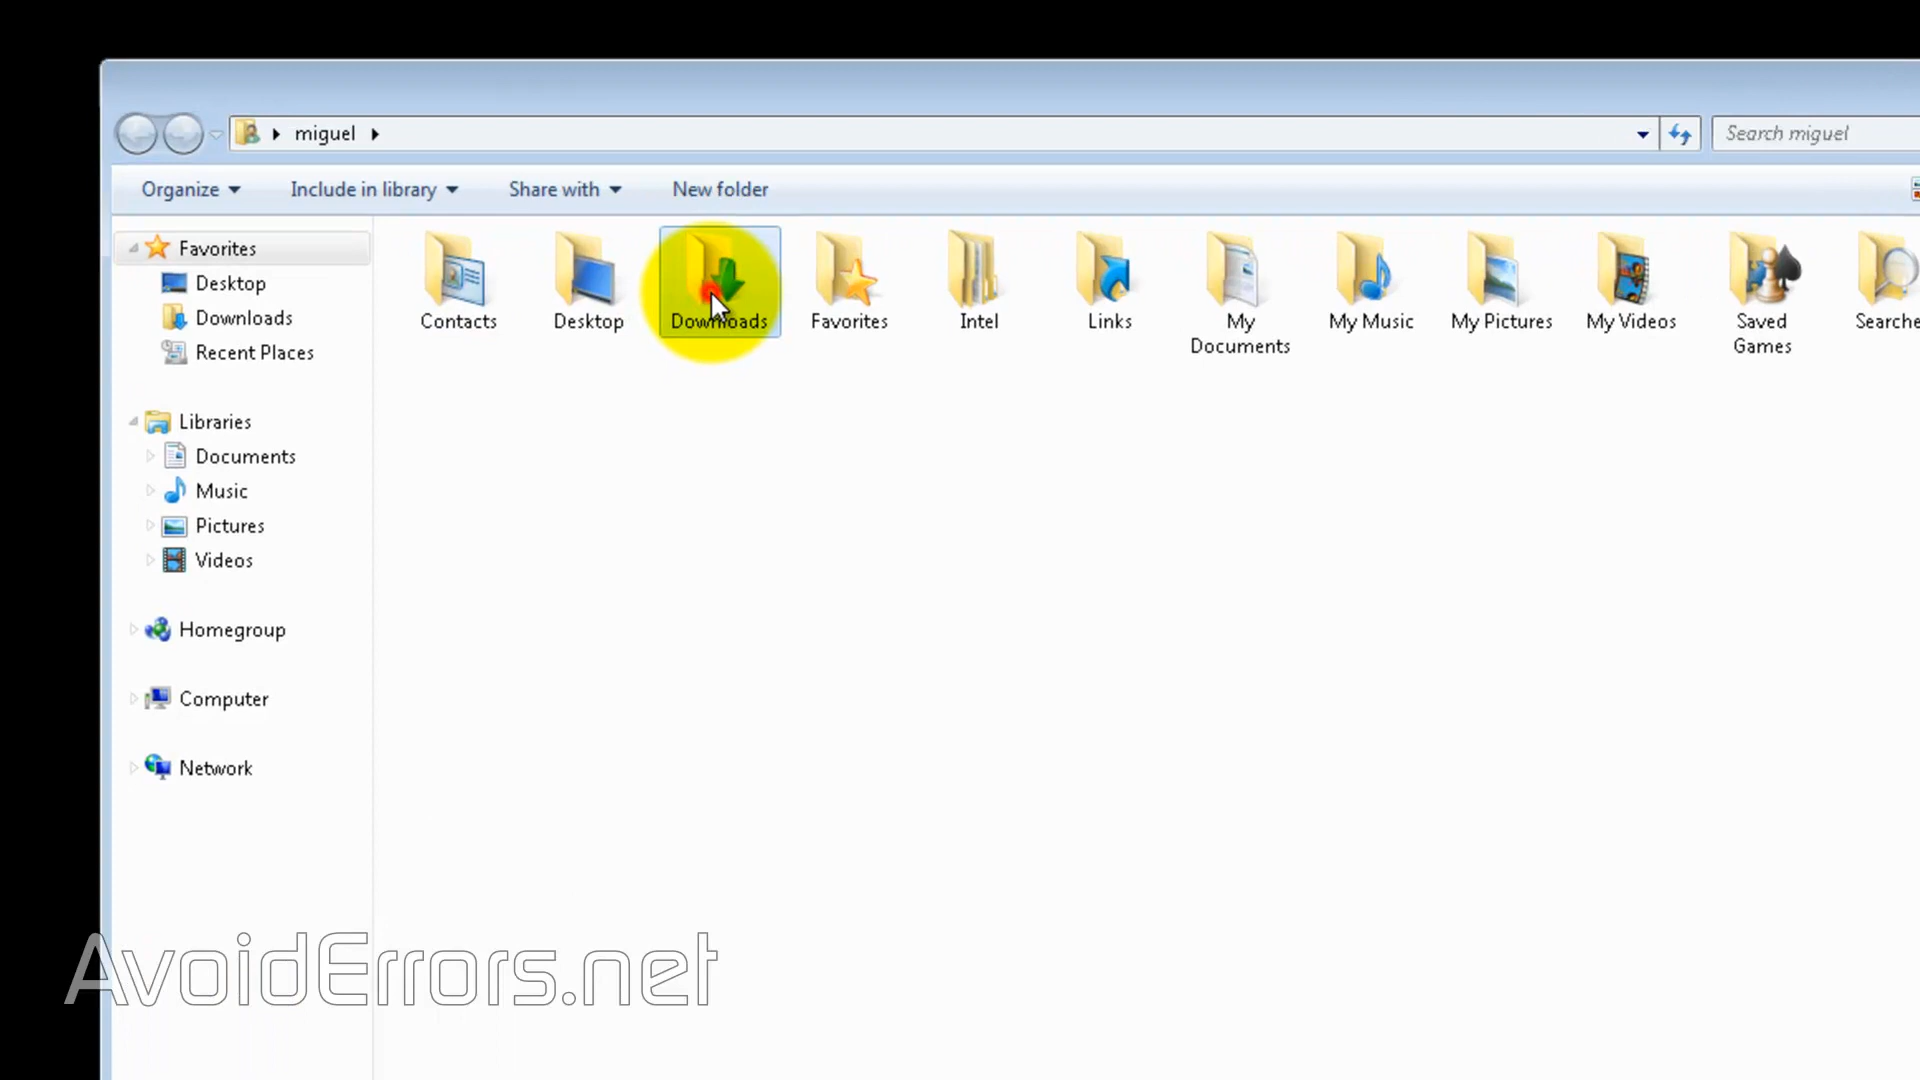 miguel
Search miguel
Organize
Include in library
Share with
New folder
Favorites
Desktop
Downloads
Recent Places
Libraries
Documents
Music
Pictures
Videos
Homegroup
Computer
Network
Contacts
Desktop
Downloads
Favorites
Intel
Links
My
Documents
My Music
My Pictures
My Videos
Saved
Games
Searche
AvoidErrors.net